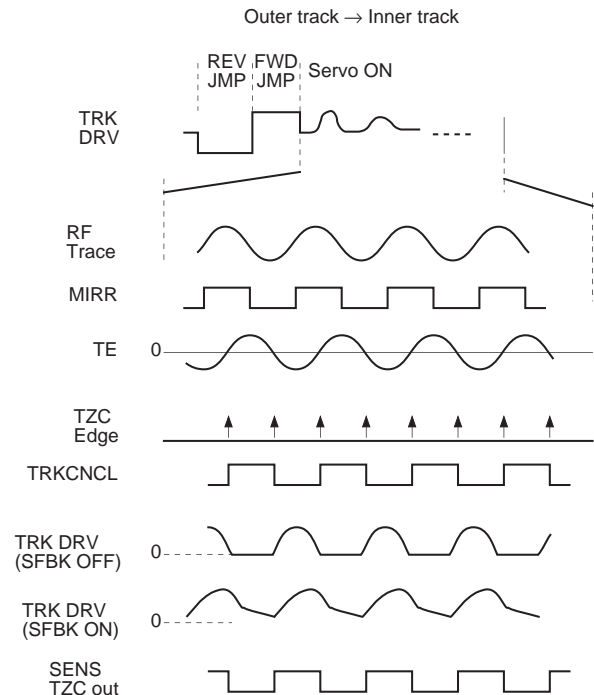 Outer track → Inner track
REV FWD
JMP JMP
Servo ON
TRK
DRV
RF
Trace
MIRR
TE
0
TZC
Edge
TRKCNCL
TRK DRV
(SFBK OFF)
0
TRK DRV
(SFBK ON)
0
SENS
TZC out